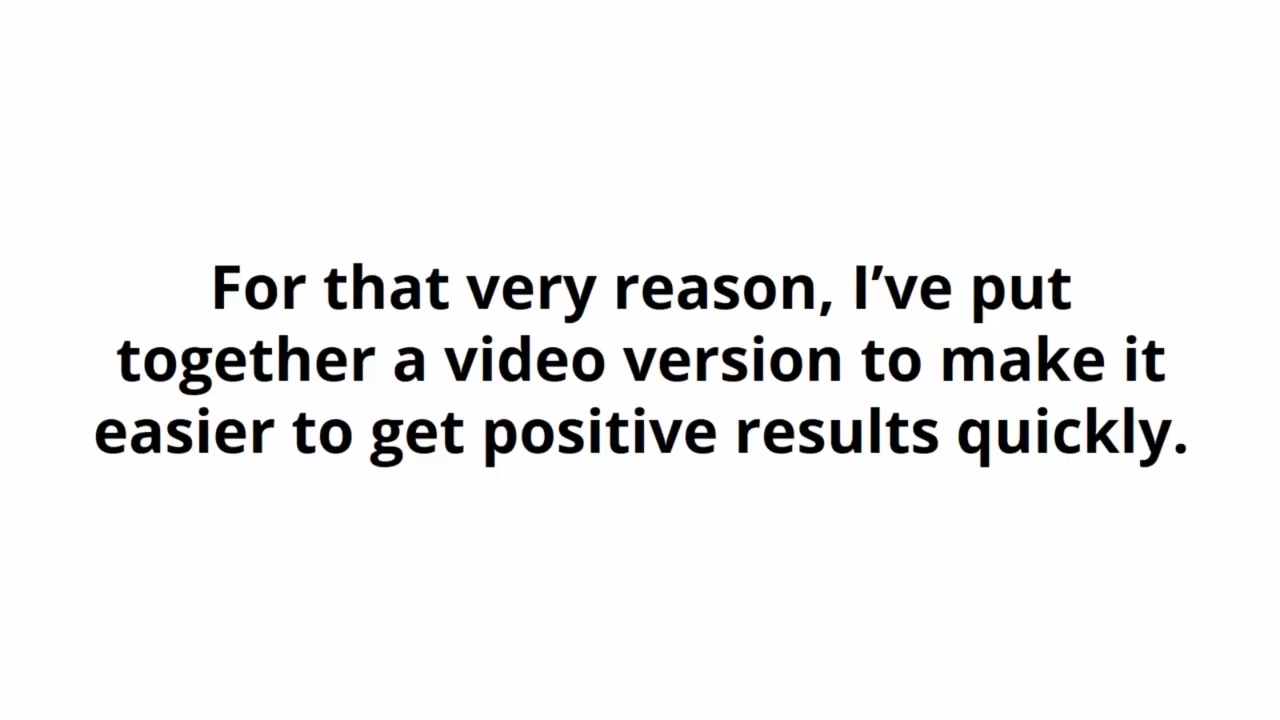 For that very reason, I’ve put
together a video version to make it
easier to get positive results quickly.